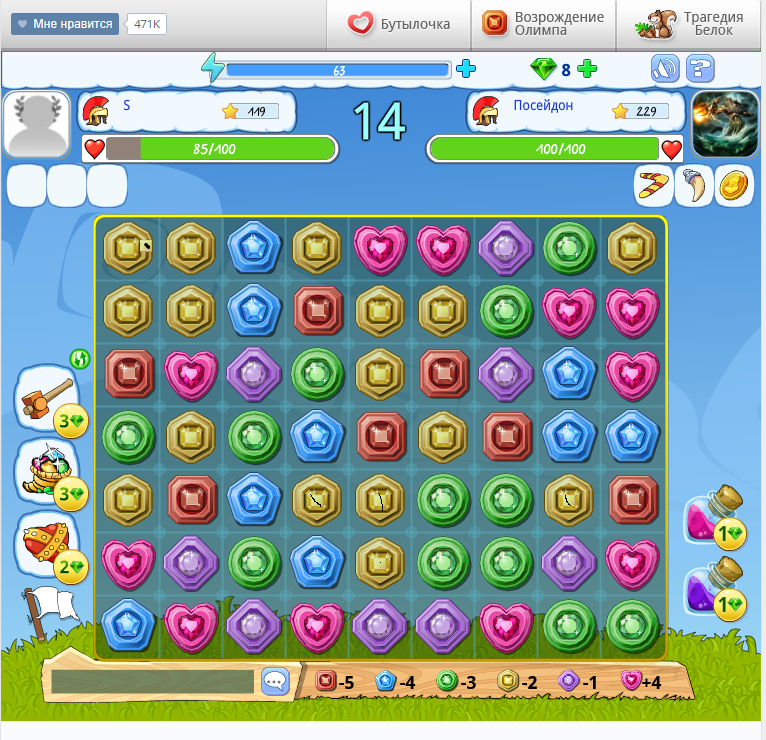 Мне нравится
471K
Бутылочка
Возрождение
Олимпа
Трагедия
Белок
63
8
?
S
119
14
Посейдон
229
85/100
100/100
3
3
2
1
1
-5
-4
-3
-2
-1
+4